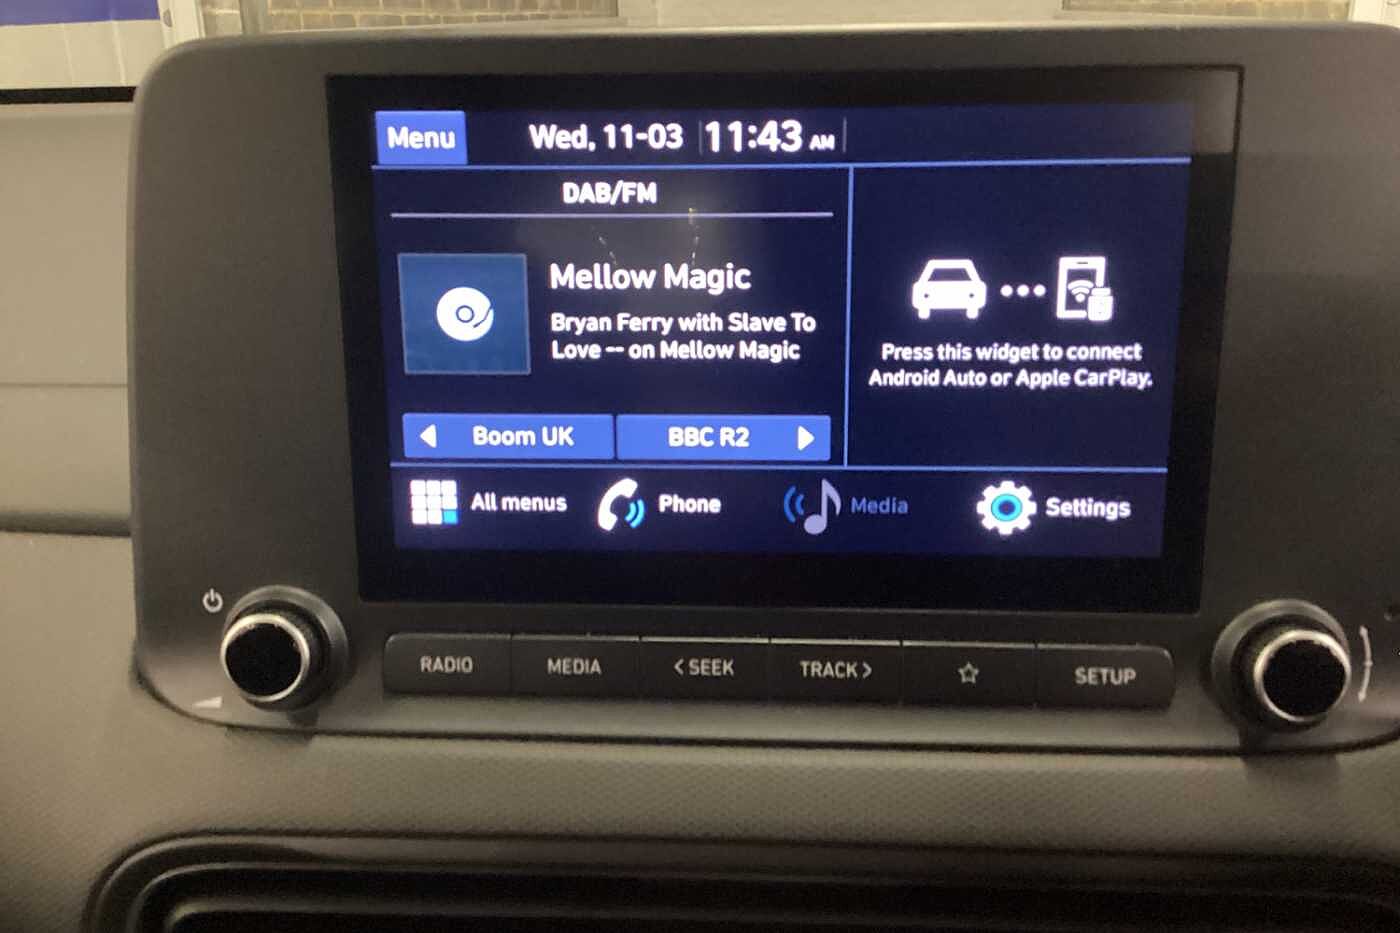 Menu
Wed, 11-03
11:43 AM
DAB/FM
Mellow Magic
Bryan Ferry with Slave To
Love -- on Mellow Magic
Boom UK
BBC R2
Press this widget to connect
Android Auto or Apple CarPlay.
All menus
Phone
Media
Settings
RADIO
MEDIA
< SEEK
TRACK >
SETUP